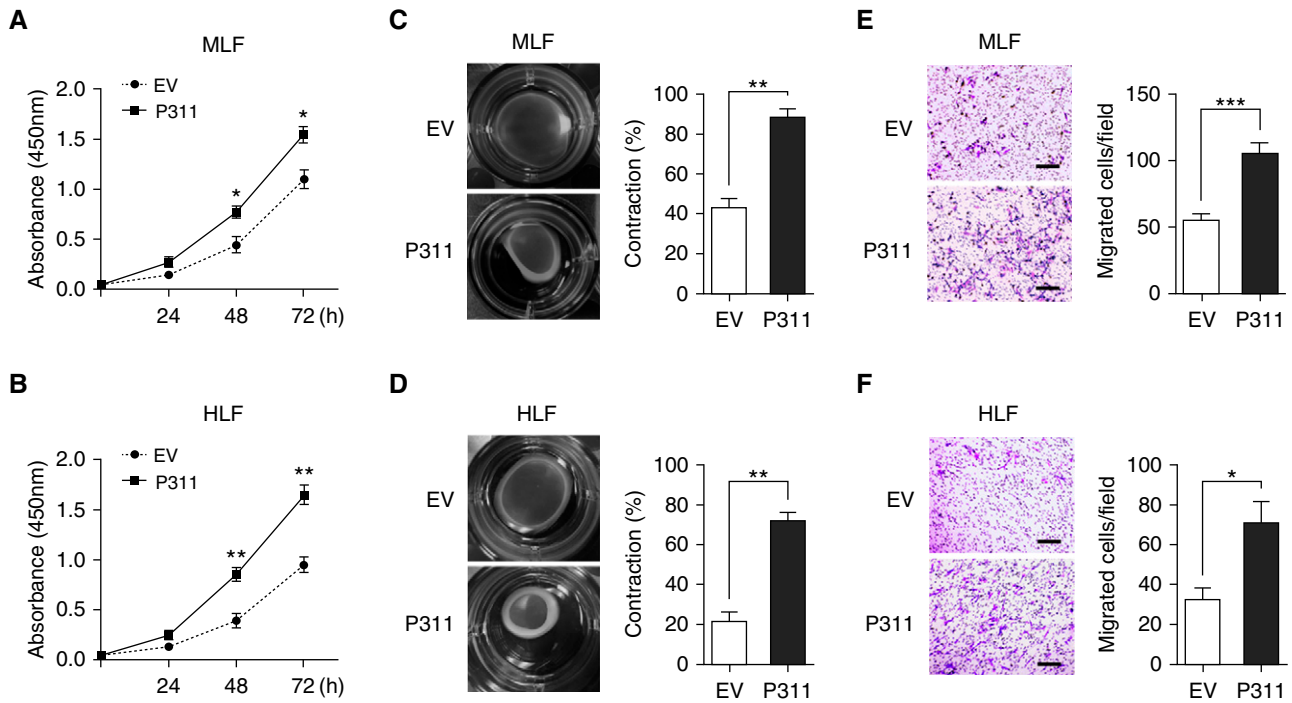 A
MLF
EV
P311
Absorbance (450nm)
2.0
1.5
1.0
0.5
0.0
*
*
24 48 72 (h)
B
HLF
EV
P311
Absorbance (450nm)
2.0
1.5
1.0
0.5
0.0
**
**
24 48 72 (h)
C
MLF
EV
P311
Contraction (%)
100
80
60
40
20
0
**
EV P311
D
HLF
EV
P311
Contraction (%)
100
80
60
40
20
0
**
EV P311
E
MLF
EV
P311
Migrated cells/field
150
100
50
0
***
EV P311
F
HLF
EV
P311
Migrated cells/field
100
80
60
40
20
0
*
EV P311